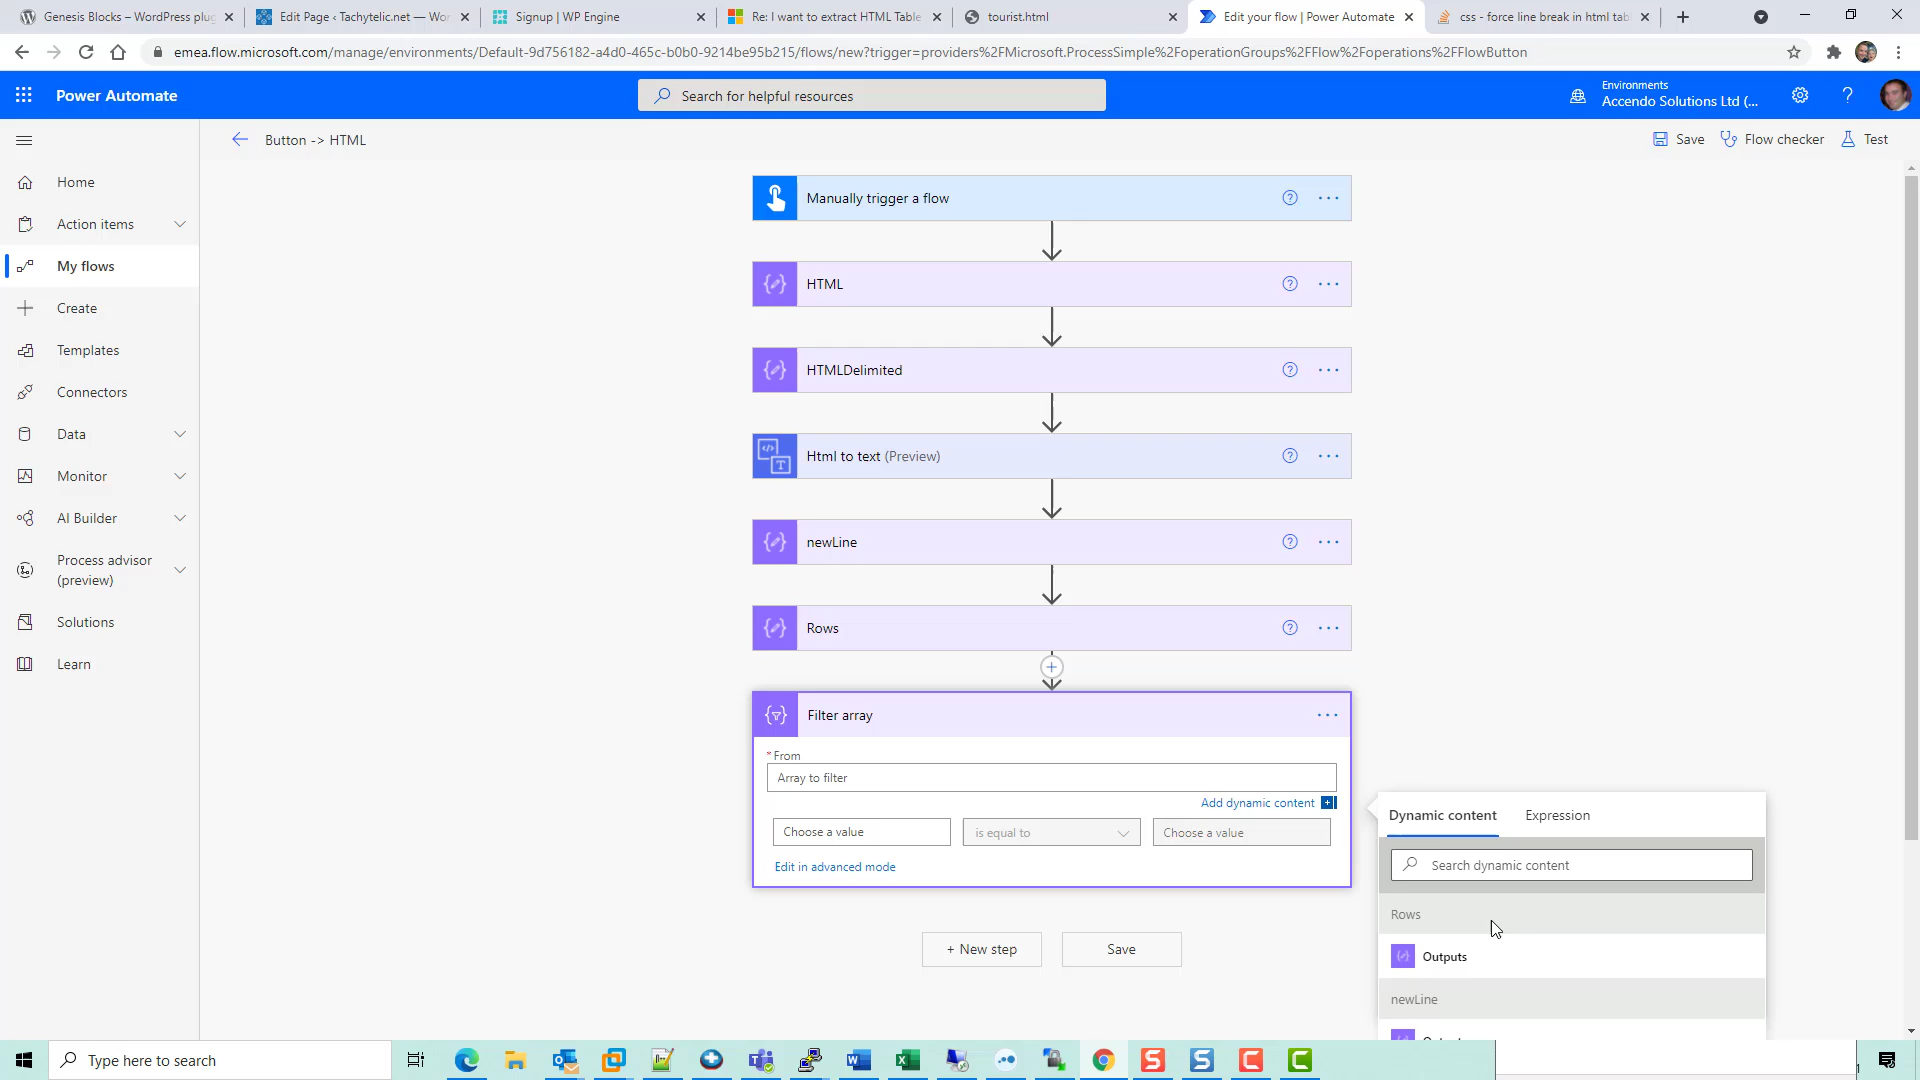 Genesis Blocks – WordPress plug
Edit Page ‹ Tachytelic.net — Wor
Signup | WP Engine
Re: I want to extract HTML Table
tourist.html
Edit your flow | Power Automate
css - force line break in html tab
emea.flow.microsoft.com/manage/environments/Default-9d756182-a4d0-465c-b0b0-9214be95b215/flows/new?trigger=providers%2FMicrosoft.ProcessSimple%2FoperationGroups%2FFlow%2Foperations%2FFlowButton
Power Automate
Search for helpful resources
Environments
Accendo Solutions Ltd (...
Button -> HTML
Save
Flow checker
Test
Home
Action items
My flows
Create
Templates
Connectors
Data
Monitor
AI Builder
Process advisor
(preview)
Solutions
Learn
Manually trigger a flow
HTML
HTMLDelimited
Html to text (Preview)
newLine
Rows
Filter array
* From
Array to filter
Add dynamic content
Choose a value
is equal to
Choose a value
Edit in advanced mode
+ New step
Save
Dynamic content
Expression
Search dynamic content
Rows
Outputs
newLine
Type here to search